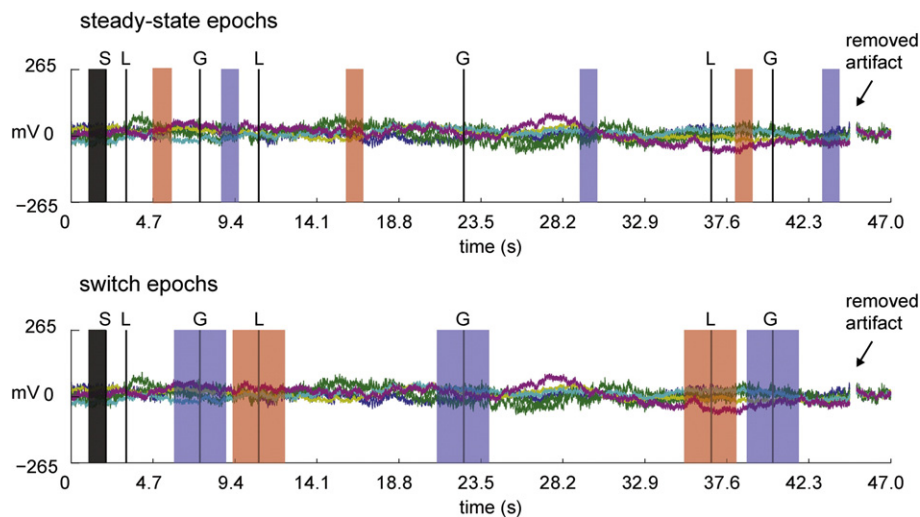 steady-state epochs
removed artifact
S L G L G L G
265
mV 0
−265
0 4.7 9.4 14.1 18.8 23.5 28.2 32.9 37.6 42.3 47.0
time (s)
switch epochs
removed artifact
S L G L G L G
265
mV 0
−265
0 4.7 9.4 14.1 18.8 23.5 28.2 32.9 37.6 42.3 47.0
time (s)